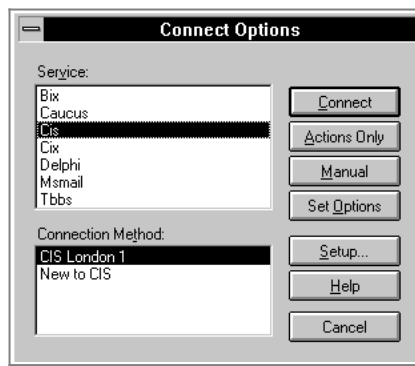 Connect Options
Service:
Bix
Caucus
Cis
Cix
Delphi
Msmail
Tbbs
Connection Method:
CIS London 1
New to CIS
Connect
Actions Only
Manual
Set Options
Setup...
Help
Cancel